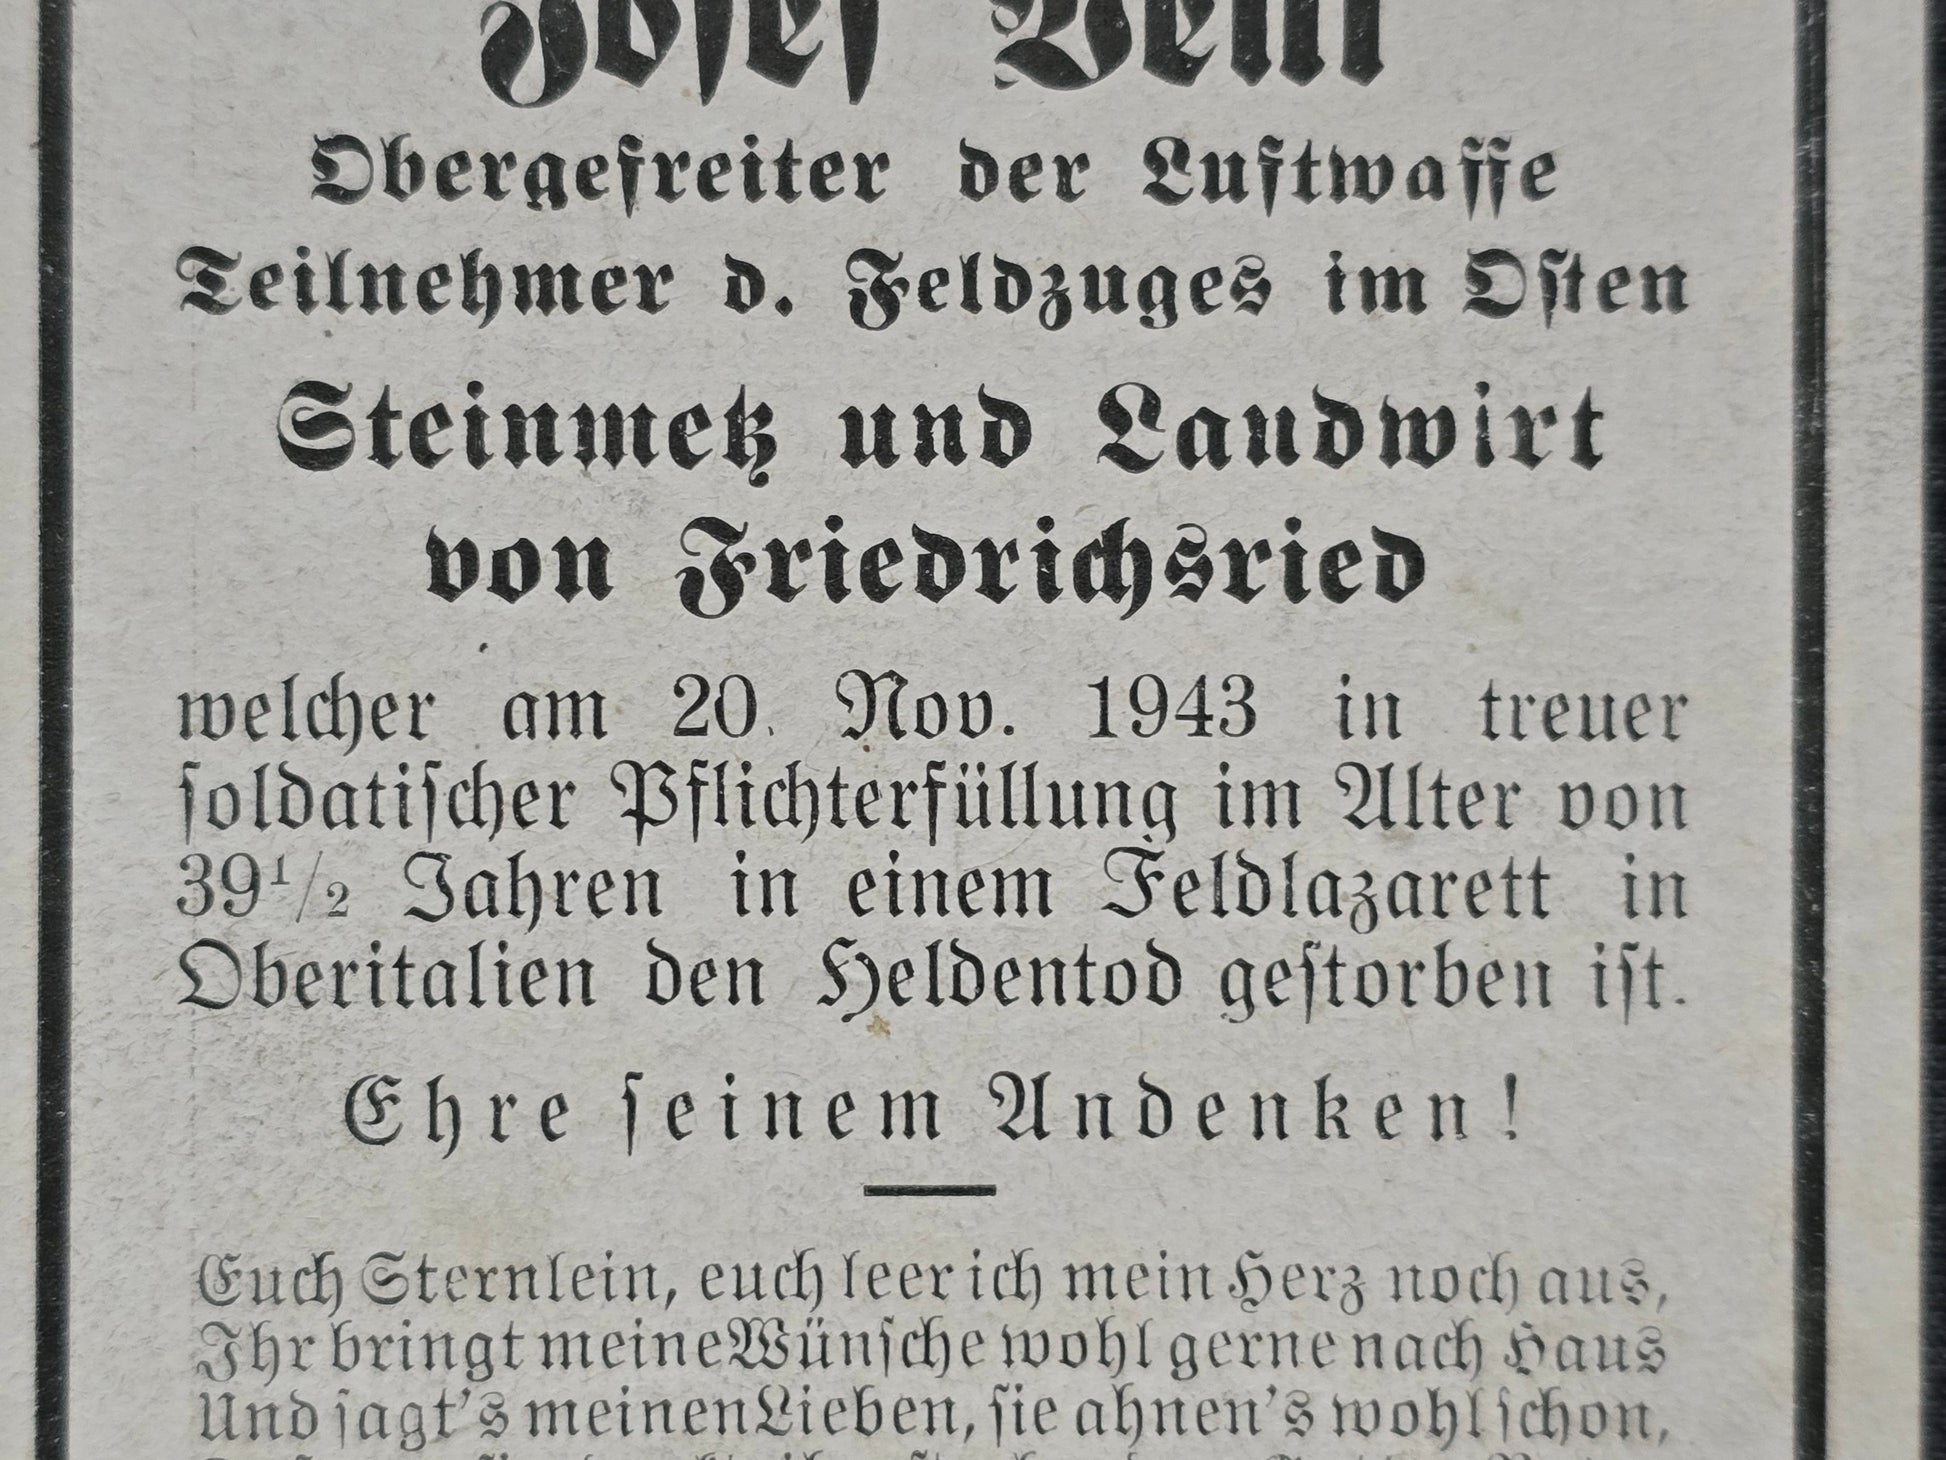 Josef
Obergefreiter der Luftwaffe
Teilnehmer d. Feldzuges im Osten
Steinmetz und Landwirt
von Friedrichsried
welcher am 20. Nov. 1943 in treuer
soldatischer Pflichterfüllung im Alter von
39 1/2 Jahren in einem Feldlazarett in
Oberitalien den Heldentod gestorben ist.
Ehre seinem Andenken!
Euch Sternlein, euch leer ich mein Herz noch aus,
Ihr bringt meine Wünsche wohl gerne nach Haus
Und sagt's meinen Lieben, sie ahnen's wohl schon,